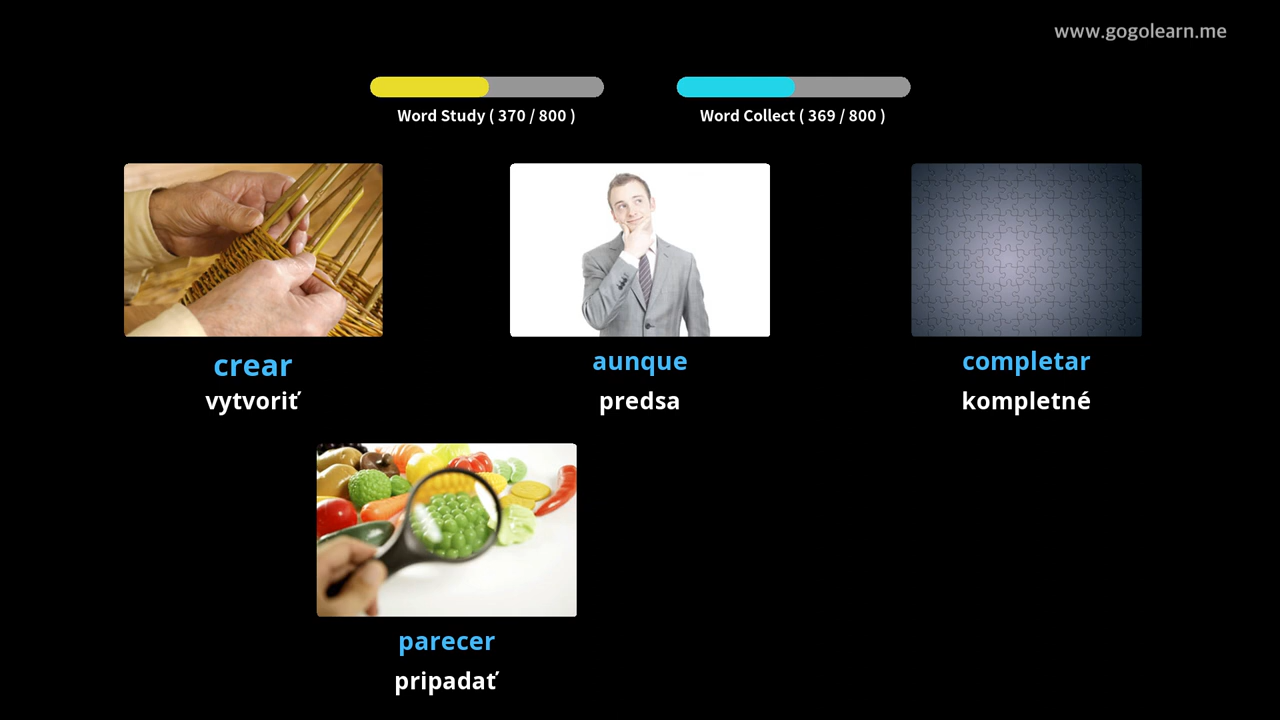 www.gogolearn.me
Word Study ( 370 / 800 )
Word Collect ( 369 / 800 )
crear
vytvoriť
aunque
predsa
completar
kompletné
parecer
pripadať